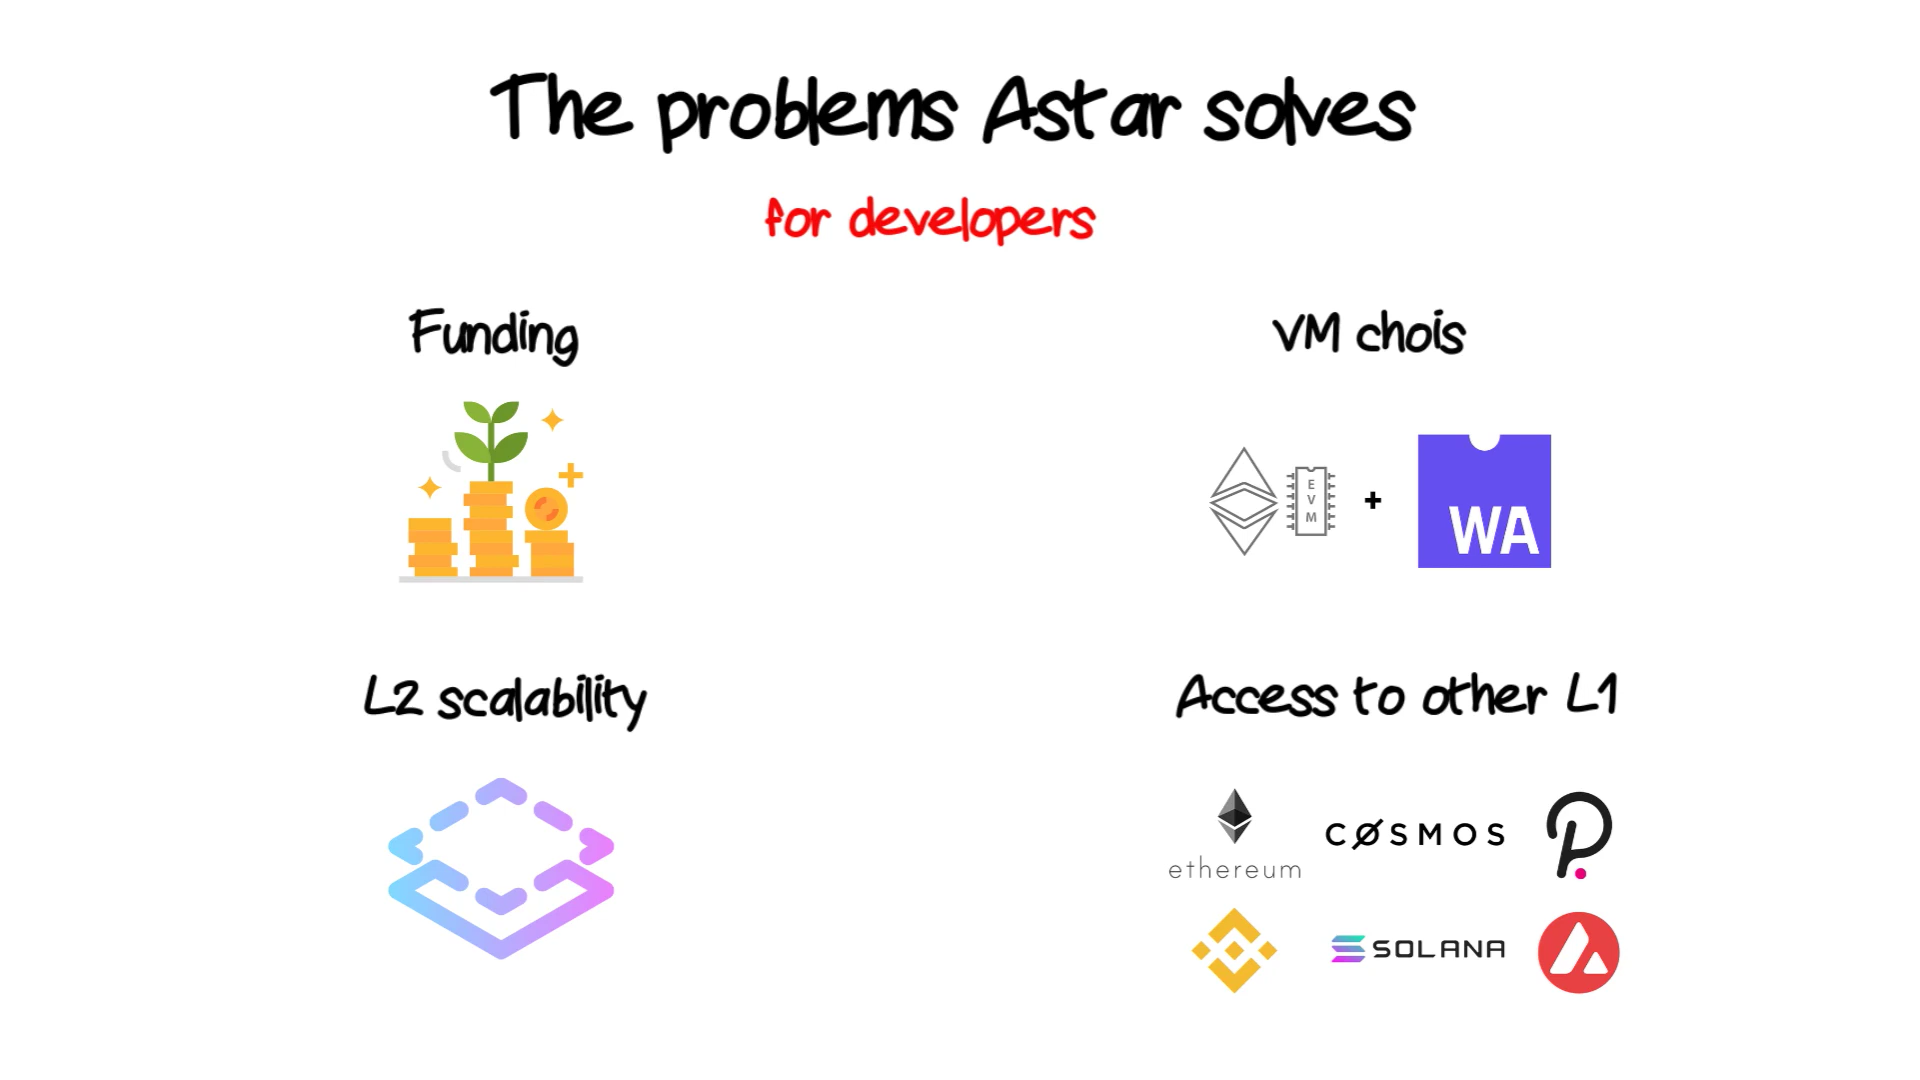 The problems Astar solves
for developers
Funding
VM chois
EVM
+
WA
L2 scalability
Access to other L1
ethereum
COSMOS
SOLANA